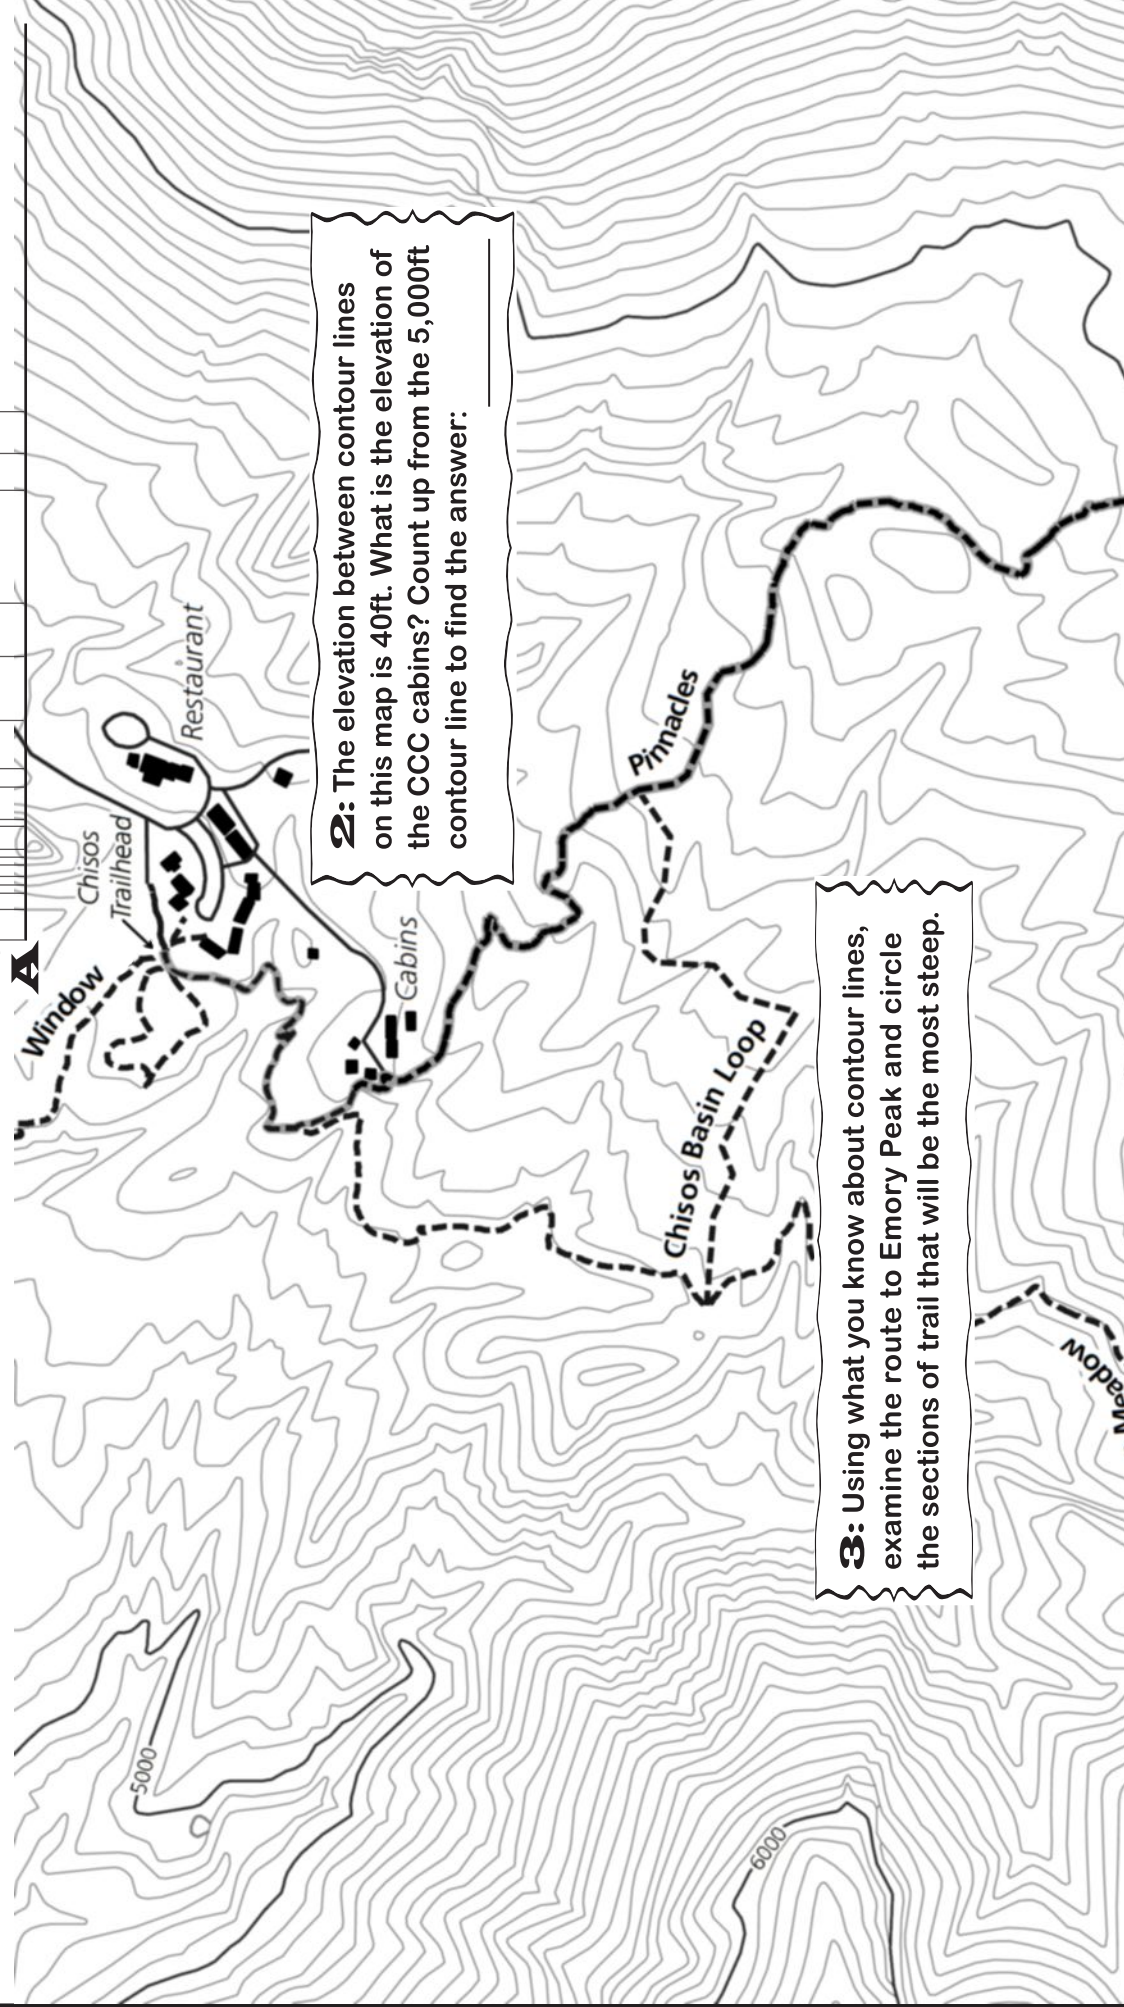 A
Window
Chisos
Trailhead
Restaurant
Cabins
2: The elevation between contour lines
on this map is 40ft. What is the elevation of
the CCC cabins? Count up from the 5,000ft
contour line to find the answer:
Pinnacles
Chisos Basin Loop
3: Using what you know about contour lines,
examine the route to Emory Peak and circle
the sections of trail that will be the most steep.
Meadow
5000
6000